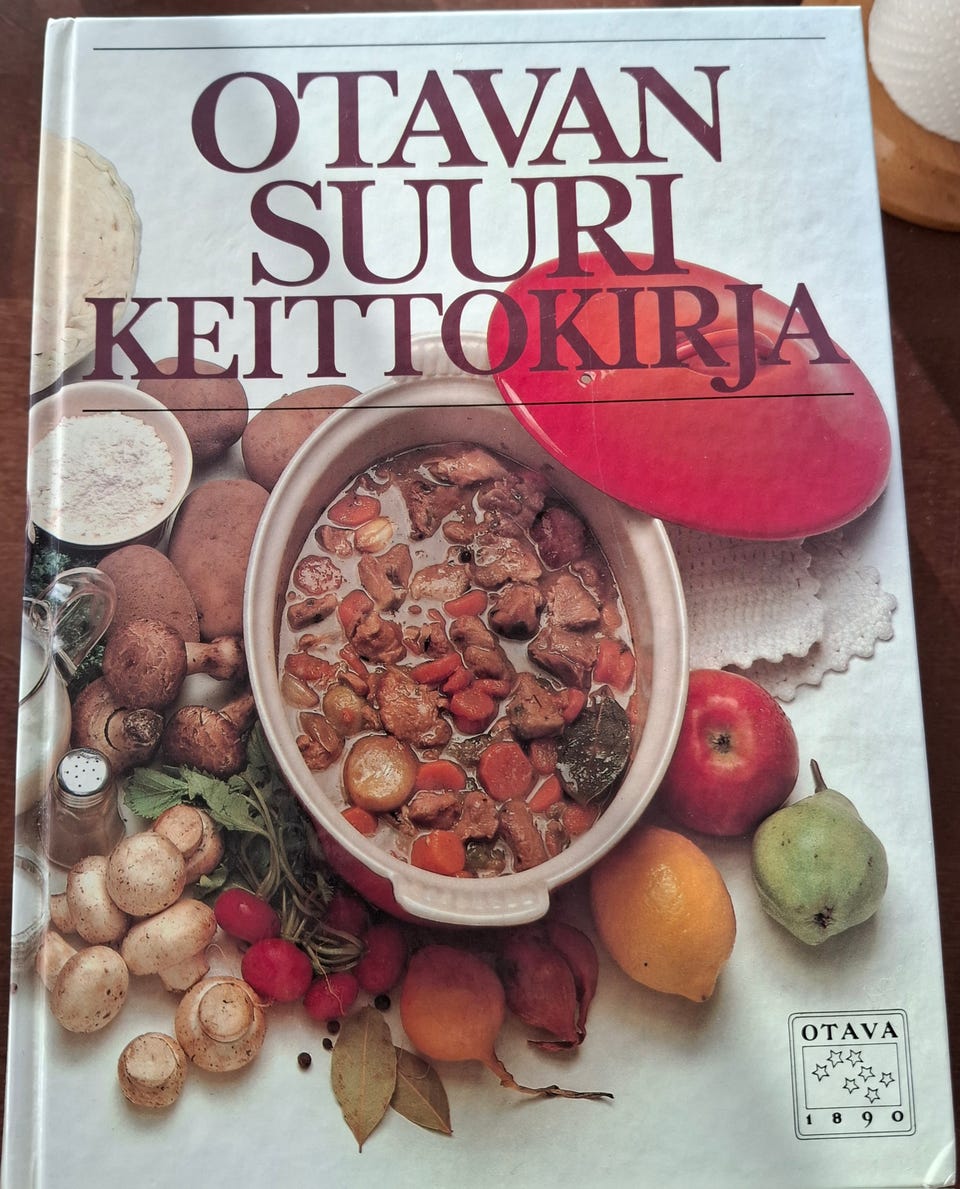 OTAVAN
SUURI
KEITTOKIRJA
OTAVA
1890